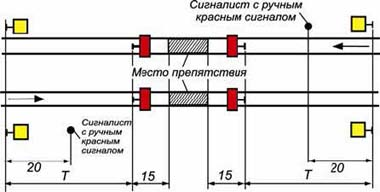 Сигналист с ручным
красным сигналом
Место препятствия
Сигналист
с ручным
красным
сигналом
20
15
15
20
T
T